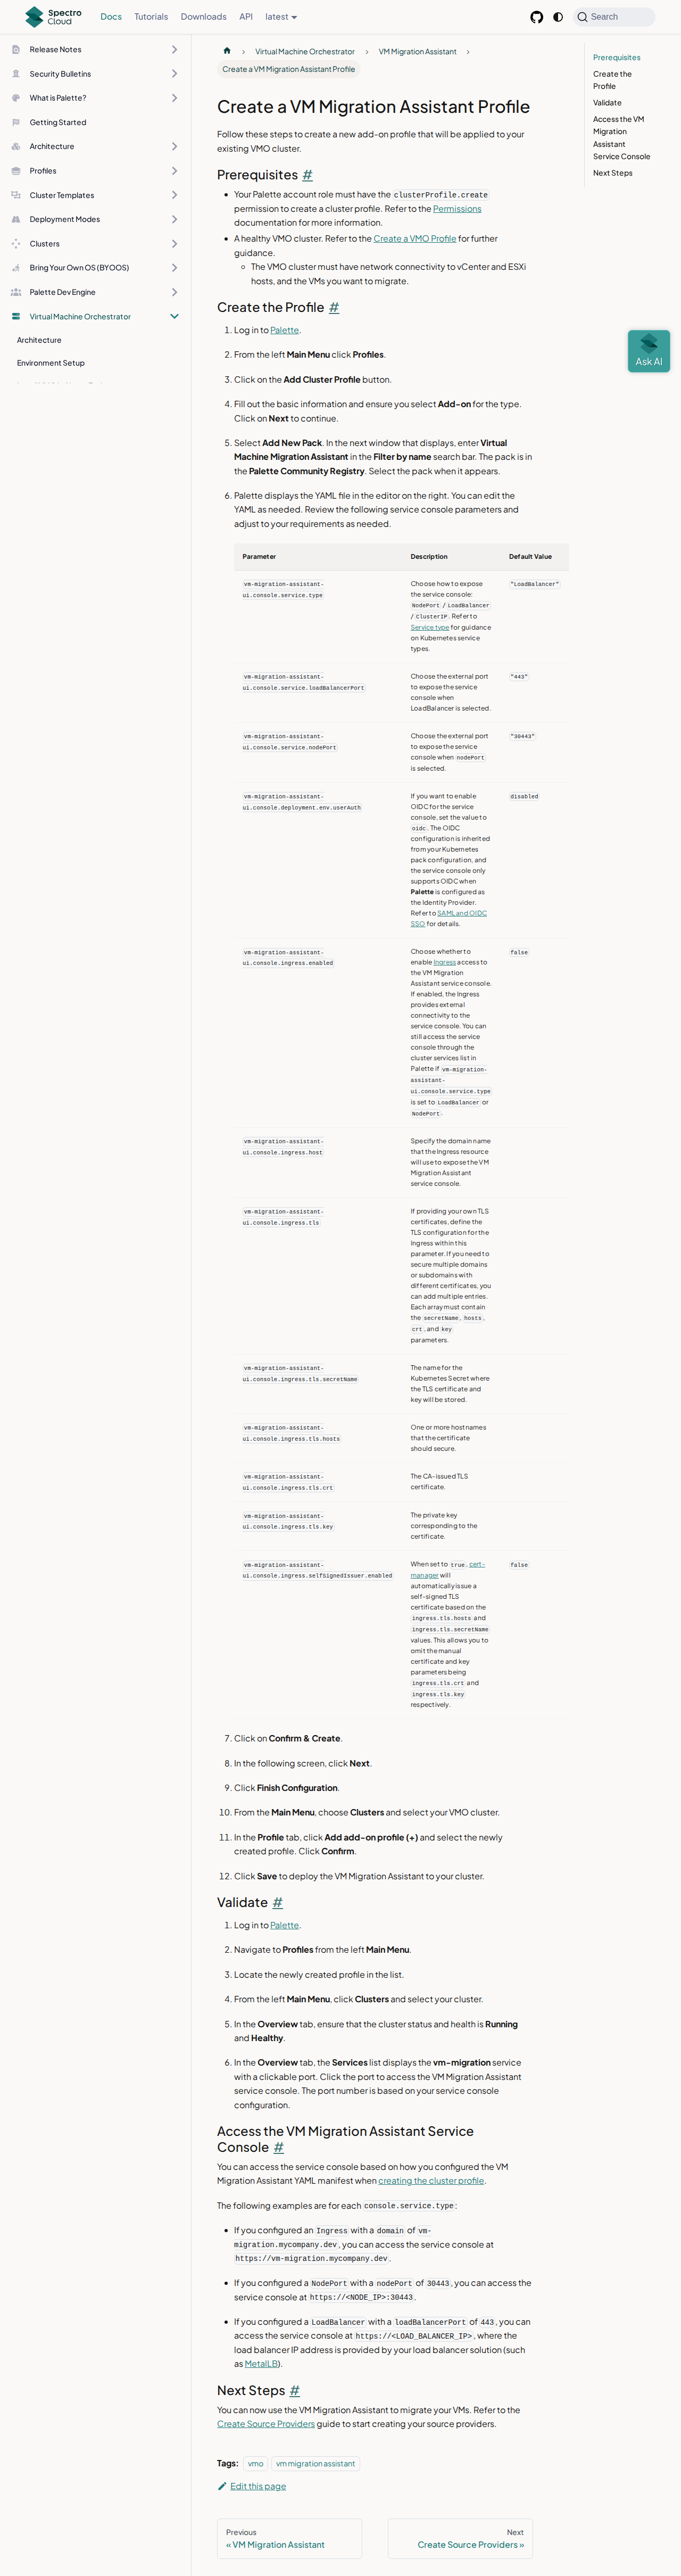 Spectro Cloud
Docs
Tutorials
Downloads
API
latest
Search
Release Notes
Security Bulletins
What is Palette?
Getting Started
Architecture
Profiles
Cluster Templates
Deployment Modes
Clusters
Bring Your Own OS (BYOOS)
Palette Dev Engine
Virtual Machine Orchestrator
Architecture
Environment Setup
Virtual Machine Orchestrator
VM Migration Assistant
Create a VM Migration Assistant Profile
Create a VM Migration Assistant Profile
Follow these steps to create a new add-on profile that will be applied to your
existing VMO cluster.
Prerequisites #
Your Palette account role must have the clusterProfile.create
permission to create a cluster profile. Refer to the Permissions
documentation for more information.
A healthy VMO cluster. Refer to the Create a VMO Profile for further
guidance.
The VMO cluster must have network connectivity to vCenter and ESXi
hosts, and the VMs you want to migrate.
Create the Profile #
1. Log in to Palette.
2. From the left Main Menu click Profiles.
3. Click on the Add Cluster Profile button.
4. Fill out the basic information and ensure you select Add-on for the type.
Click on Next to continue.
5. Select Add New Pack. In the next window that displays, enter Virtual
Machine Migration Assistant in the Filter by name search bar. The pack is in
the Palette Community Registry. Select the pack when it appears.
6. Palette displays the YAML file in the editor on the right. You can edit the
YAML as needed. Review the following service console parameters and
adjust to your requirements as needed.
Parameter Description Default Value
vm-migration-assistant-
ui.console.service.type
Choose how to expose
the service console:
NodePort / LoadBalancer
/ ClusterIP. Refer to
Service type for guidance
on Kubernetes service
types.
"LoadBalancer"
vm-migration-assistant-
ui.console.service.loadBalancerPort
Choose the external port
to expose the service
console when
LoadBalancer is selected.
"443"
vm-migration-assistant-
ui.console.service.nodePort
Choose the external port
to expose the service
console when nodePort
is selected.
"30443"
vm-migration-assistant-
ui.console.deployment.env.userAuth
If you want to enable
OIDC for the service
console, set the value to
oidc. The OIDC
configuration is inherited
from your Kubernetes
pack configuration, and
the service console only
supports OIDC when
Palette is configured as
the Identity Provider.
Refer to SAML and OIDC
SSO for details.
disabled
vm-migration-assistant-
ui.console.ingress.enabled
Choose whether to
enable Ingress access to
the VM Migration
Assistant service console.
If enabled, the Ingress
provides external
connectivity to the
service console. You can
still access the service
console through the
cluster services list in
Palette if vm-migration-
assistant-
ui.console.service.type
is set to LoadBalancer or
NodePort.
false
vm-migration-assistant-
ui.console.ingress.host
Specify the domain name
that the Ingress resource
will use to expose the VM
Migration Assistant
service console.
vm-migration-assistant-
ui.console.ingress.tls
If providing your own TLS
certificates, define the
TLS configuration for the
Ingress within this
parameter. If you need to
secure multiple domains
or subdomains with
different certificates, you
can add multiple entries.
Each array must contain
the secretName, hosts,
crt, and key
parameters.
vm-migration-assistant-
ui.console.ingress.tls.secretName
The name for the
Kubernetes Secret where
the TLS certificate and
key will be stored.
vm-migration-assistant-
ui.console.ingress.tls.hosts
One or more hostnames
that the certificate
should secure.
vm-migration-assistant-
ui.console.ingress.tls.crt
The CA-issued TLS
certificate.
vm-migration-assistant-
ui.console.ingress.tls.key
The private key
corresponding to the
certificate.
vm-migration-assistant-
ui.console.ingress.selfSignedIssuer.enabled
When set to true, cert-
manager will
automatically issue a
self-signed TLS
certificate based on the
ingress.tls.hosts and
ingress.tls.secretName
values. This allows you to
omit the manual
certificate and key
parameters being
ingress.tls.crt and
ingress.tls.key
respectively.
false
7. Click on Confirm & Create.
8. In the following screen, click Next.
9. Click Finish Configuration.
10. From the Main Menu, choose Clusters and select your VMO cluster.
11. In the Profile tab, click Add add-on profile (+) and select the newly
created profile. Click Confirm.
12. Click Save to deploy the VM Migration Assistant to your cluster.
Validate #
1. Log in to Palette.
2. Navigate to Profiles from the left Main Menu.
3. Locate the newly created profile in the list.
4. From the left Main Menu, click Clusters and select your cluster.
5. In the Overview tab, ensure that the cluster status and health is Running
and Healthy.
6. In the Overview tab, the Services list displays the vm-migration service
with a clickable port. Click the port to access the VM Migration Assistant
service console. The port number is based on your service console
configuration.
Access the VM Migration Assistant Service
Console #
You can access the service console based on how you configured the VM
Migration Assistant YAML manifest when creating the cluster profile.
The following examples are for each console.service.type:
If you configured an Ingress with a domain of vm-
migration.mycompany.dev, you can access the service console at
https://vm-migration.mycompany.dev.
If you configured a NodePort with a nodePort of 30443, you can access the
service console at https://<NODE_IP>:30443.
If you configured a LoadBalancer with a loadBalancerPort of 443, you can
access the service console at https://<LOAD_BALANCER_IP>, where the
load balancer IP address is provided by your load balancer solution (such
as MetalLB).
Next Steps #
You can now use the VM Migration Assistant to migrate your VMs. Refer to the
Create Source Providers guide to start creating your source providers.
Tags: vmo vm migration assistant
Edit this page
Previous
« VM Migration Assistant
Next
Create Source Providers »
Prerequisites
Create the
Profile
Validate
Access the VM
Migration
Assistant
Service Console
Next Steps
Ask AI